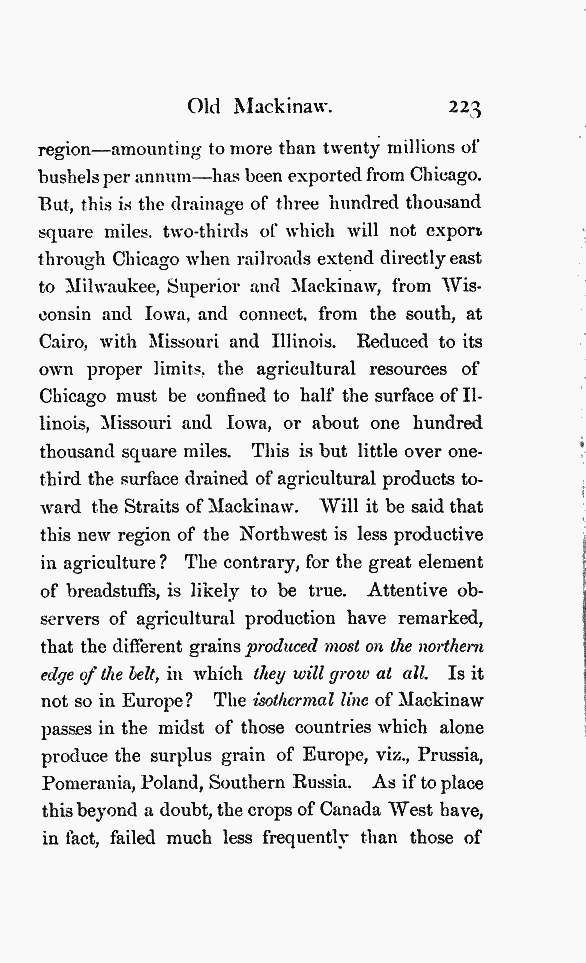 Old Mackinaw. 223
region—amounting to more than twenty millions of
bushels per annum—has been exported from Chicago.
But, this is the drainage of three hundred thousand
square miles. two-thirds of which will not export
through Chicago when railroads extend directly east
to Milwaukee, Superior and Mackinaw, from Wis-
consin and Iowa, and connect, from the south, at
Cairo, with Missouri and Illinois. Reduced to its
own proper limits, the agricultural resources of
Chicago must be confined to half the surface of Il-
linois, Missouri and Iowa, or about one hundred
thousand square miles. This is but little over one-
third the surface drained of agricultural products to-
ward the Straits of Mackinaw. Will it be said that
this new region of the Northwest is less productive
in agriculture? The contrary, for the great element
of breadstuffs, is likely to be true. Attentive ob-
servers of agricultural production have remarked,
that the different grains produced most on the northern
edge of the belt, in which they will grow at all. Is it
not so in Europe? The isothermal line of Mackinaw
passes in the midst of those countries which alone
produce the surplus grain of Europe, viz., Prussia,
Pomerania, Poland, Southern Russia. As if to place
this beyond a doubt, the crops of Canada West have,
in fact, failed much less frequently than those of